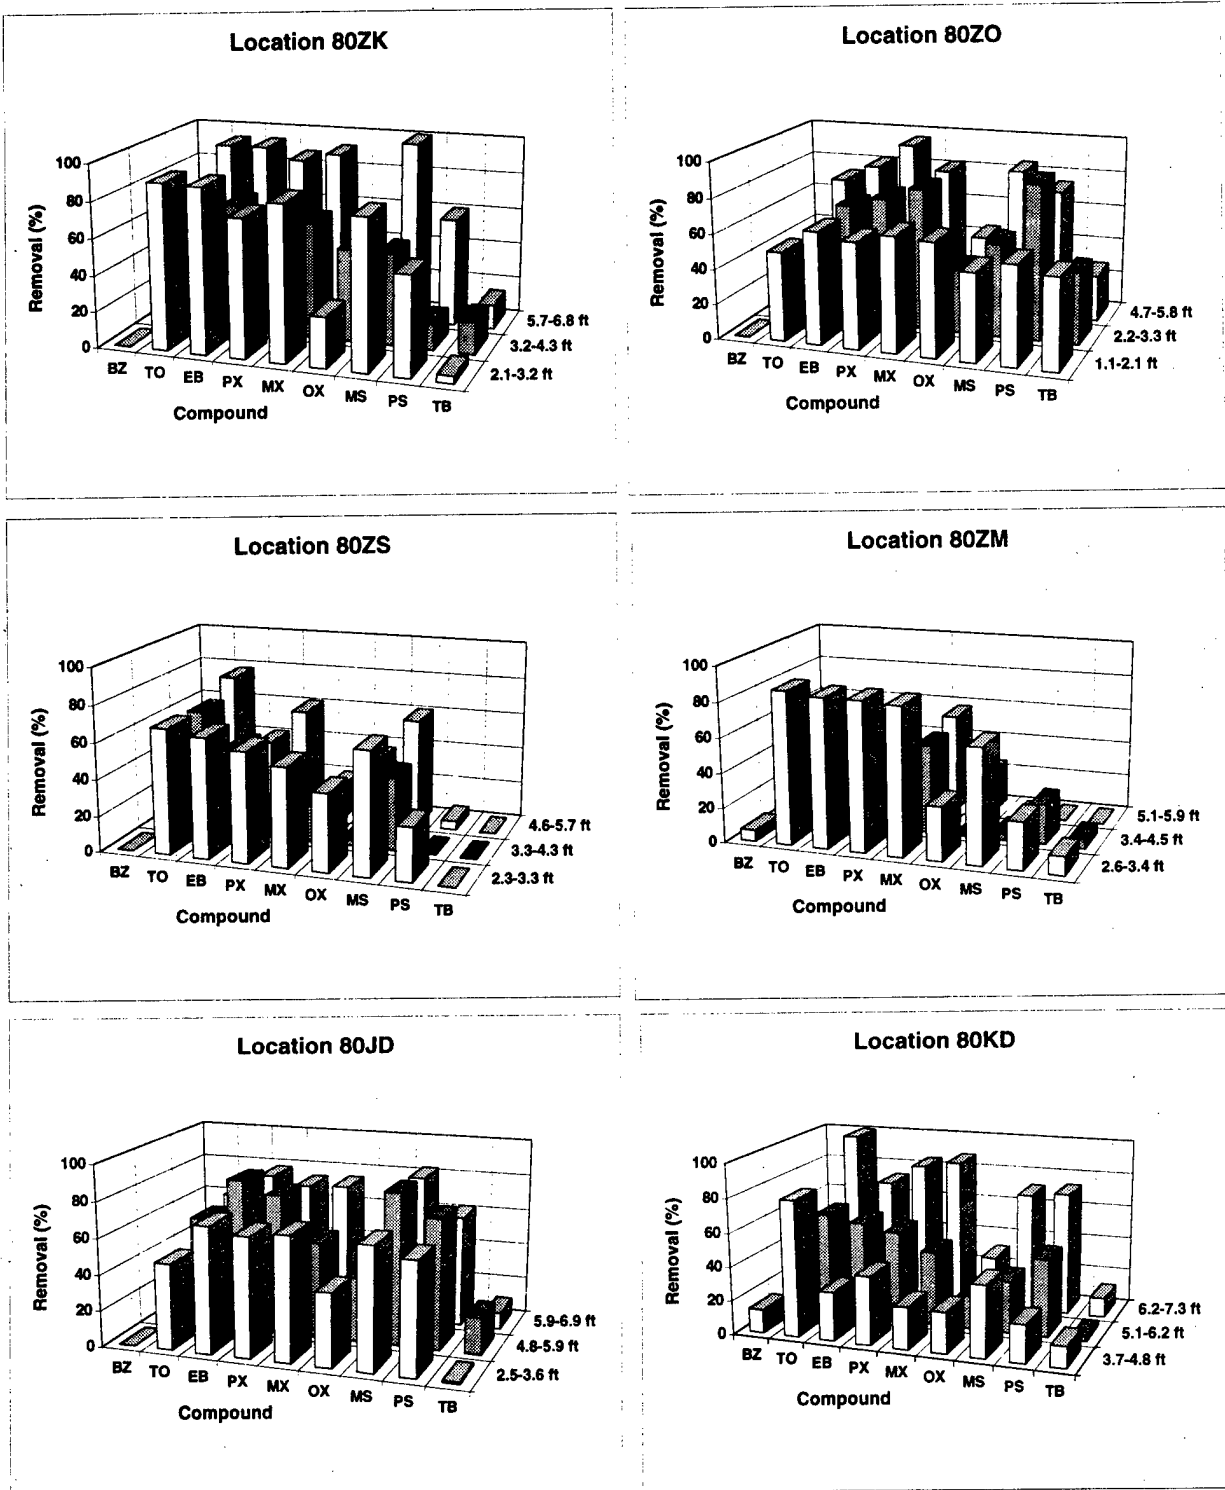 Location 80ZK
Removal (%)
100
80
60
40
20
0
BZ TO EB PX MX OX MS PS TB
Compound
5.7-6.8 ft
3.2-4.3 ft
2.1-3.2 ft
Location 80ZO
Removal (%)
100
80
60
40
20
0
BZ TO EB PX MX OX MS PS TB
Compound
4.7-5.8 ft
2.2-3.3 ft
1.1-2.1 ft
Location 80ZS
Removal (%)
100
80
60
40
20
0
BZ TO EB PX MX OX MS PS TB
Compound
4.6-5.7 ft
3.3-4.3 ft
2.3-3.3 ft
Location 80ZM
Removal (%)
100
80
60
40
20
0
BZ TO EB PX MX OX MS PS TB
Compound
5.1-5.9 ft
3.4-4.5 ft
2.6-3.4 ft
Location 80JD
Removal (%)
100
80
60
40
20
0
BZ TO EB PX MX OX MS PS TB
Compound
5.9-6.9 ft
4.8-5.9 ft
2.5-3.6 ft
Location 80KD
Removal (%)
100
80
60
40
20
0
BZ TO EB PX MX OX MS PS TB
Compound
6.2-7.3 ft
5.1-6.2 ft
3.7-4.8 ft